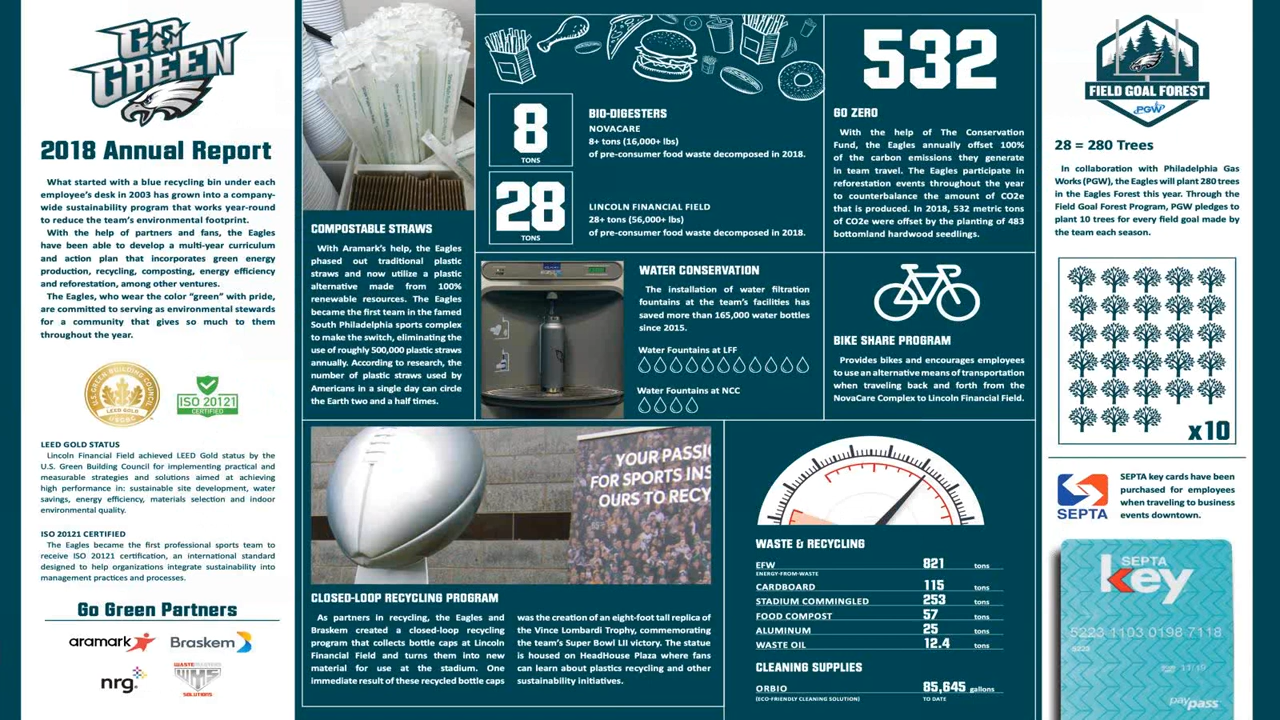 GO
GREEN
2018 Annual Report
What started with a blue recycling bin under each
employee's desk in 2003 has grown into a company-
wide sustainability program that works year-round
to reduce the team's environmental footprint.
With the help of partners and fans, the Eagles
have been able to develop a multi-year curriculum
and action plan that incorporates green energy
production, recycling, composting, energy efficiency
and reforestation, among other ventures.
The Eagles, who wear the color "green" with pride,
are committed to serving as environmental stewards
for a community that gives so much to them
throughout the year.
U.S. GREEN BUILDING COUNCIL
LEED GOLD
USGBC
ISO 20121
CERTIFIED
LEED GOLD STATUS
Lincoln Financial Field achieved LEED Gold status by the
U.S. Green Building Council for implementing practical and
measurable strategies and solutions aimed at achieving
high performance in: sustainable site development, water
savings, energy efficiency, materials selection and indoor
environmental quality.
ISO 20121 CERTIFIED
The Eagles became the first professional sports team to
receive ISO 20121 certification, an international standard
designed to help organizations integrate sustainability into
management practices and processes.
Go Green Partners
aramark
Braskem
nrg
WASTE MASTERS
WMS
SOLUTIONS
COMPOSTABLE STRAWS
With Aramark's help, the Eagles
phased out traditional plastic
straws and now utilize a plastic
alternative made from 100%
renewable resources. The Eagles
became the first team in the famed
South Philadelphia sports complex
to make the switch, eliminating the
use of roughly 500,000 plastic straws
annually. According to research, the
number of plastic straws used by
Americans in a single day can circle
the Earth two and a half times.
8
TONS
BIO-DIGESTERS
NOVACARE
8+ tons (16,000+ lbs)
of pre-consumer food waste decomposed in 2018.
28
TONS
LINCOLN FINANCIAL FIELD
28+ tons (56,000+ lbs)
of pre-consumer food waste decomposed in 2018.
WATER CONSERVATION
The installation of water filtration
fountains at the team's facilities has
saved more than 165,000 water bottles
since 2015.
Water Fountains at LFF
Water Fountains at NCC
532
GO ZERO
With the help of The Conservation
Fund, the Eagles annually offset 100%
of the carbon emissions they generate
in team travel. The Eagles participate in
reforestation events throughout the year
to counterbalance the amount of CO2e
that is produced. In 2018, 532 metric tons
of CO2e were offset by the planting of 483
bottomland hardwood seedlings.
BIKE SHARE PROGRAM
Provides bikes and encourages employees
to use an alternative means of transportation
when traveling back and forth from the
NovaCare Complex to Lincoln Financial Field.
YOUR PASSI
FOR SPORTS INS
OURS TO RECY
CLOSED-LOOP RECYCLING PROGRAM
As partners in recycling, the Eagles and
Braskem created a closed-loop recycling
program that collects bottle caps at Lincoln
Financial Field and turns them into new
material for use at the stadium. One
immediate result of these recycled bottle caps
was the creation of an eight-foot tall replica of
the Vince Lombardi Trophy, commemorating
the team's Super Bowl LII victory. The statue
is housed on HeadHouse Plaza where fans
can learn about plastics recycling and other
sustainability initiatives.
WASTE & RECYCLING
EFW 821 tons
ENERGY-FROM-WASTE
CARDBOARD 115 tons
STADIUM COMMINGLED 253 tons
FOOD COMPOST 57 tons
ALUMINUM 25 tons
WASTE OIL 12.4 tons
CLEANING SUPPLIES
ORBIO 85,645 gallons
(ECO-FRIENDLY CLEANING SOLUTION) TO DATE
FIELD GOAL FOREST
PGW
28 = 280 Trees
In collaboration with Philadelphia Gas
Works (PGW), the Eagles will plant 280 trees
in the Eagles Forest this year. Through the
Field Goal Forest Program, PGW pledges to
plant 10 trees for every field goal made by
the team each season.
x10
SEPTA
SEPTA key cards have been
purchased for employees
when traveling to business
events downtown.
SEPTA
key
paypass